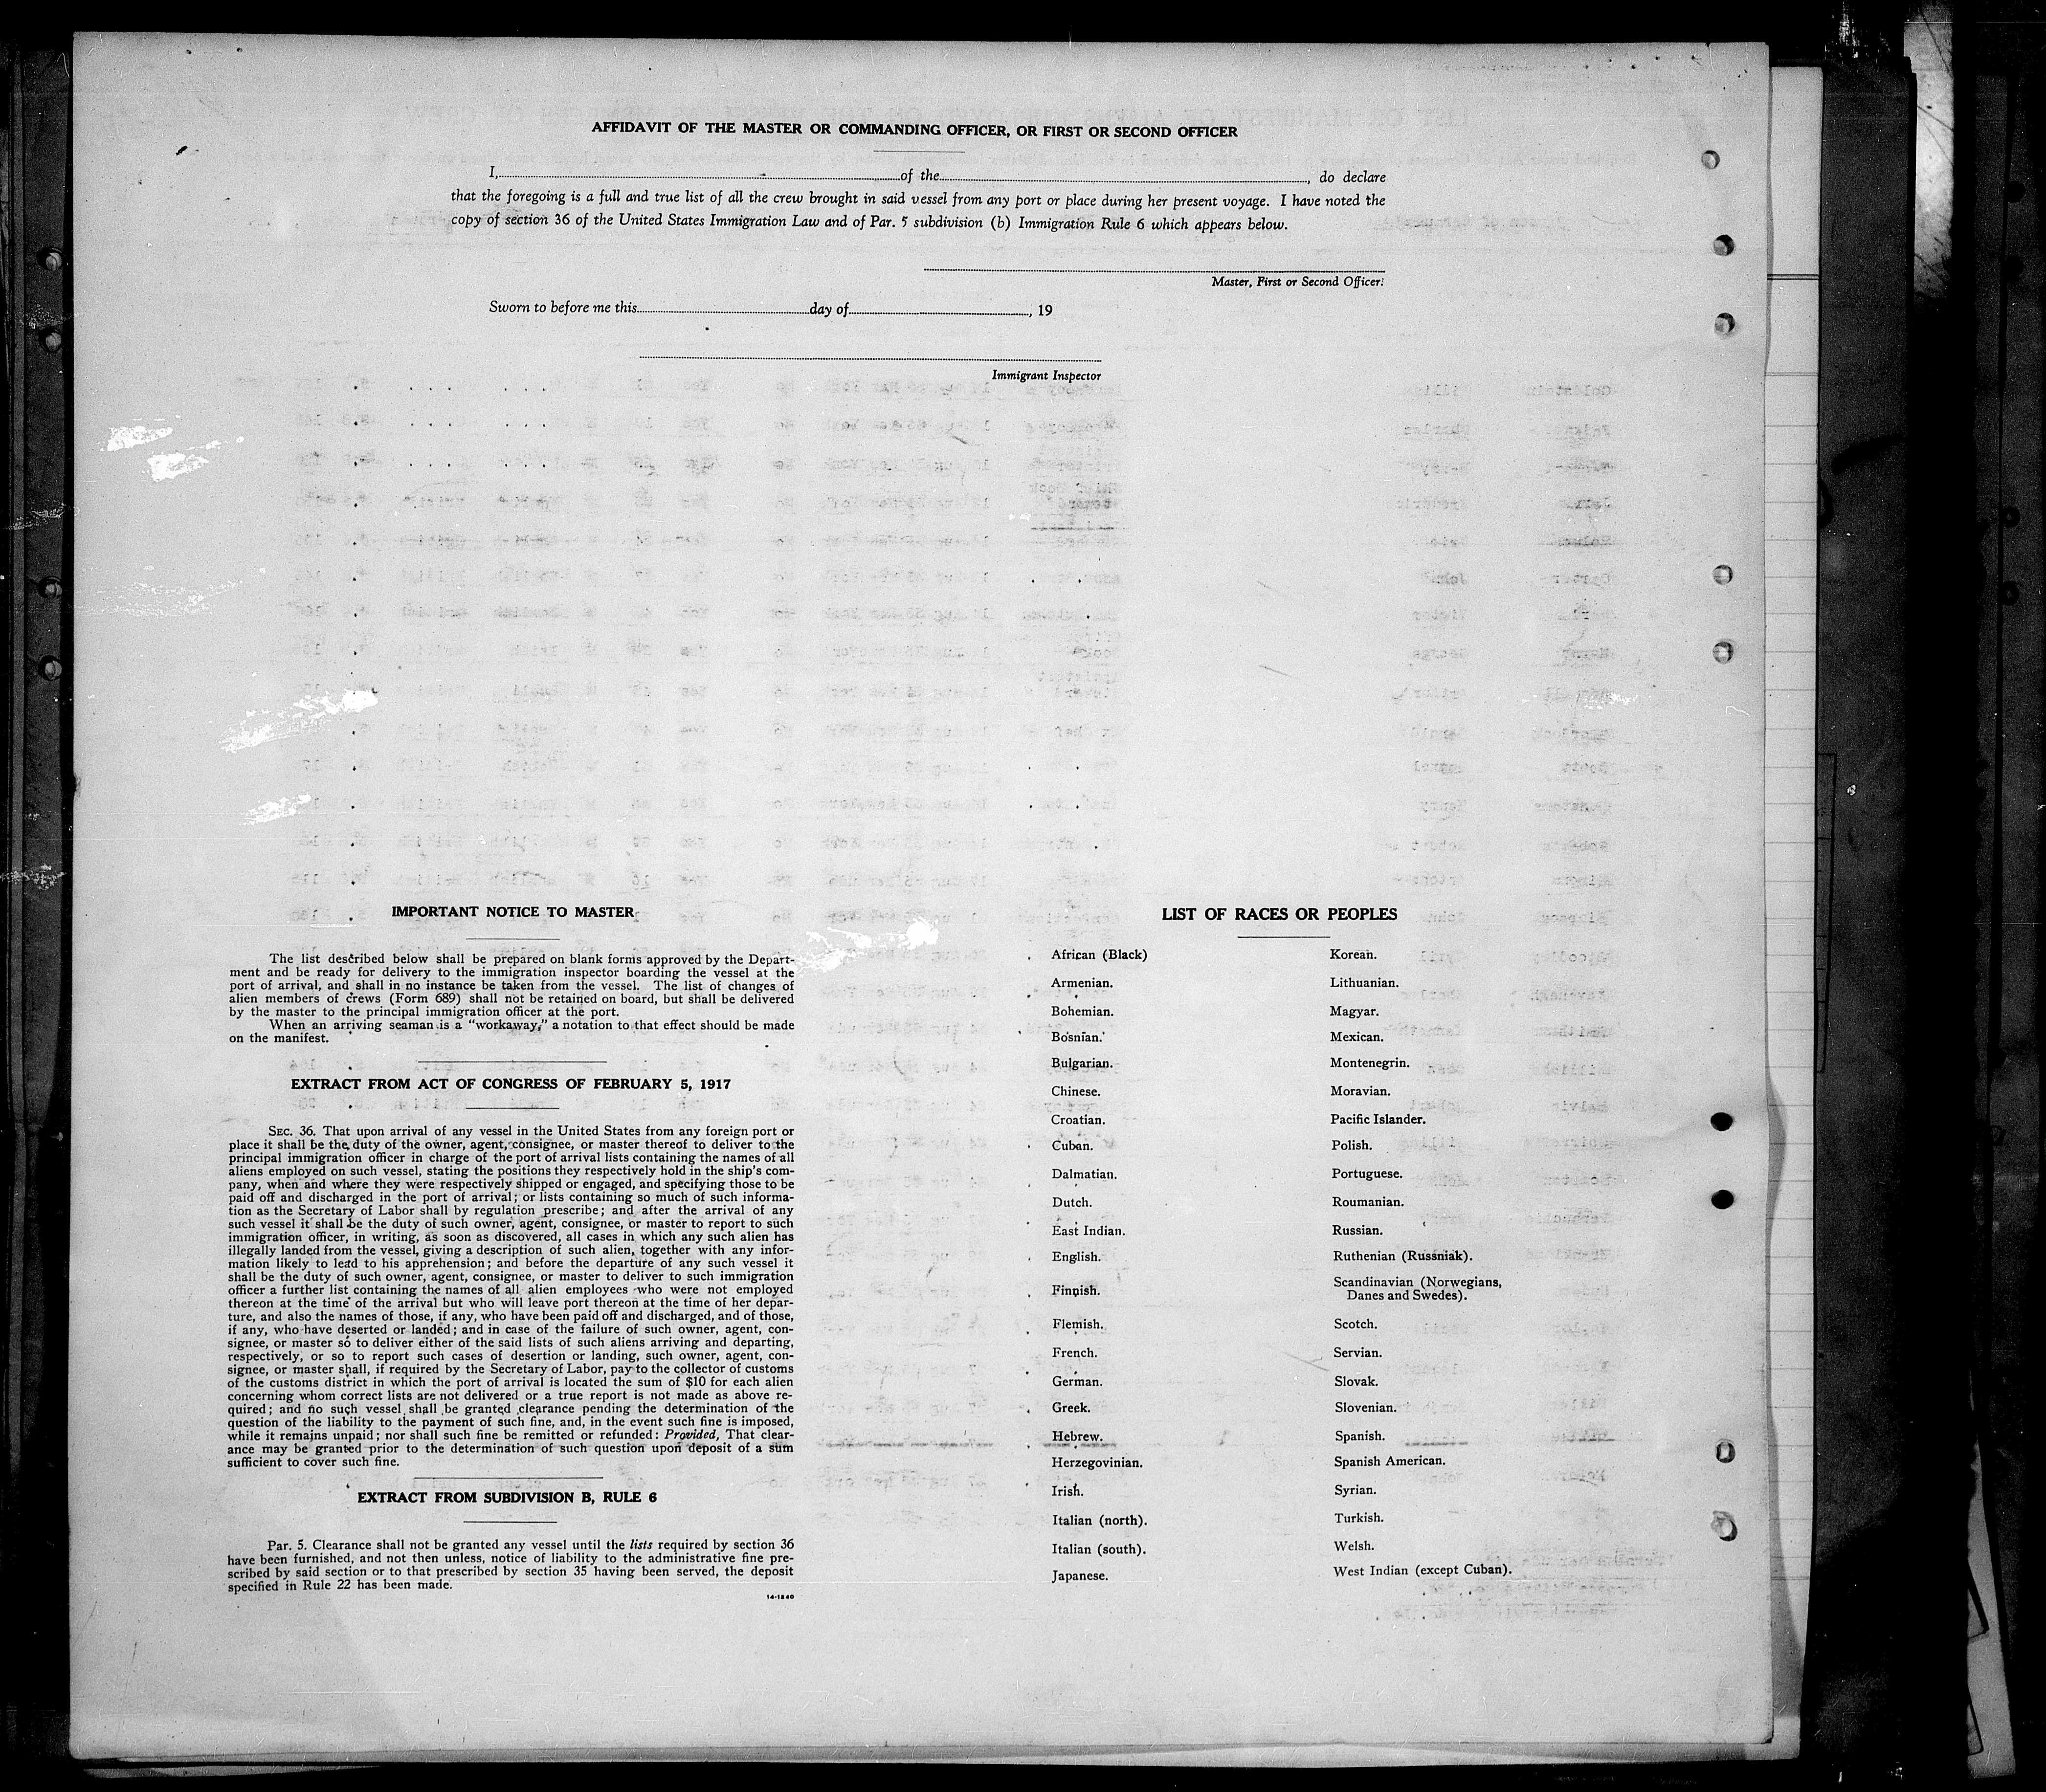 AFFIDAVIT OF THE MASTER OR COMMANDING OFFICER, OR FIRST OR SECOND OFFICER
I, of the , do declare
that the foregoing is a full and true list of all the crew brought in said vessel from any port or place during her present voyage. I have noted the
copy of section 36 of the United States Immigration Law and of Par. 5 subdivision (b) Immigration Rule 6 which appears below.
Master, First or Second Officer.
Sworn to before me this day of , 19
Immigrant Inspector
IMPORTANT NOTICE TO MASTER
The list described below shall be prepared on blank forms approved by the Depart-
ment and be ready for delivery to the immigration inspector boarding the vessel at the
port of arrival, and shall in no instance be taken from the vessel. The list of changes of
alien members of crews (Form 689) shall not be retained on board, but shall be delivered
by the master to the principal immigration officer at the port.
When an arriving seaman is a “workaway,” a notation to that effect should be made
on the manifest.
EXTRACT FROM ACT OF CONGRESS OF FEBRUARY 5, 1917
SEC. 36. That upon arrival of any vessel in the United States from any foreign port or
place it shall be the duty of the owner, agent, consignee, or master thereof to deliver to the
principal immigration officer in charge of the port of arrival lists containing the names of all
aliens employed on such vessel, stating the positions they respectively hold in the ship's com-
pany, when and where they were respectively shipped or engaged, and specifying those to be
paid off and discharged in the port of arrival; or lists containing so much of such informa-
tion as the Secretary of Labor shall by regulation prescribe; and after the arrival of any
such vessel it shall be the duty of such owner, agent, consignee, or master to report to such
immigration officer, in writing, as soon as discovered, all cases in which any such alien has
illegally landed from the vessel, giving a description of such alien, together with any infor-
mation likely to lead to his apprehension; and before the departure of any such vessel it
shall be the duty of such owner, agent, consignee, or master to deliver to such immigration
officer a further list containing the names of all alien employees who were not employed
thereon at the time of the arrival but who will leave port thereon at the time of her depar-
ture, and also the names of those, if any, who have been paid off and discharged, and of those,
if any, who have deserted or landed; and in case of the failure of such owner, agent, con-
signee, or master so to deliver either of the said lists of such aliens arriving and departing,
respectively, or so to report such cases of desertion or landing, such owner, agent, con-
signee, or master shall, if required by the Secretary of Labor, pay to the collector of customs
of the customs district in which the port of arrival is located the sum of $10 for each alien
concerning whom correct lists are not delivered or a true report is not made as above re-
quired; and no such vessel shall be granted clearance pending the determination of the
question of the liability to the payment of such fine, and, in the event such fine is imposed,
while it remains unpaid; nor shall such fine be remitted or refunded: Provided, That clear-
ance may be granted prior to the determination of such question upon deposit of a sum
sufficient to cover such fine.
EXTRACT FROM SUBDIVISION B, RULE 6
Par. 5. Clearance shall not be granted any vessel until the lists required by section 36
have been furnished, and not then unless, notice of liability to the administrative fine pre-
scribed by said section or to that prescribed by section 35 having been served, the deposit
specified in Rule 22 has been made.
14-1840
LIST OF RACES OR PEOPLES
African (Black)
Armenian.
Bohemian.
Bosnian.
Bulgarian.
Chinese.
Croatian.
Cuban.
Dalmatian.
Dutch.
East Indian.
English.
Finnish.
Flemish.
French.
German.
Greek.
Hebrew.
Herzegovinian.
Irish.
Italian (north).
Italian (south).
Japanese.
Korean.
Lithuanian.
Magyar.
Mexican.
Montenegrin.
Moravian.
Pacific Islander.
Polish.
Portuguese.
Roumanian.
Russian.
Ruthenian (Russniak).
Scandinavian (Norwegians,
Danes and Swedes).
Scotch.
Servian.
Slovak.
Slovenian.
Spanish.
Spanish American.
Syrian.
Turkish.
Welsh.
West Indian (except Cuban).